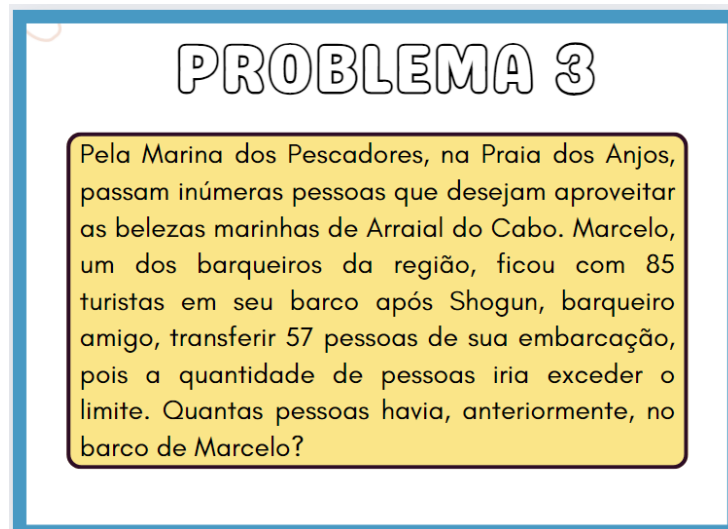 PROBLEMA 3
Pela Marina dos Pescadores, na Praia dos Anjos,
passam inúmeras pessoas que desejam aproveitar
as belezas marinhas de Arraial do Cabo. Marcelo,
um dos barqueiros da região, ficou com 85
turistas em seu barco após Shogun, barqueiro
amigo, transferir 57 pessoas de sua embarcação,
pois a quantidade de pessoas iria exceder o
limite. Quantas pessoas havia, anteriormente, no
barco de Marcelo?